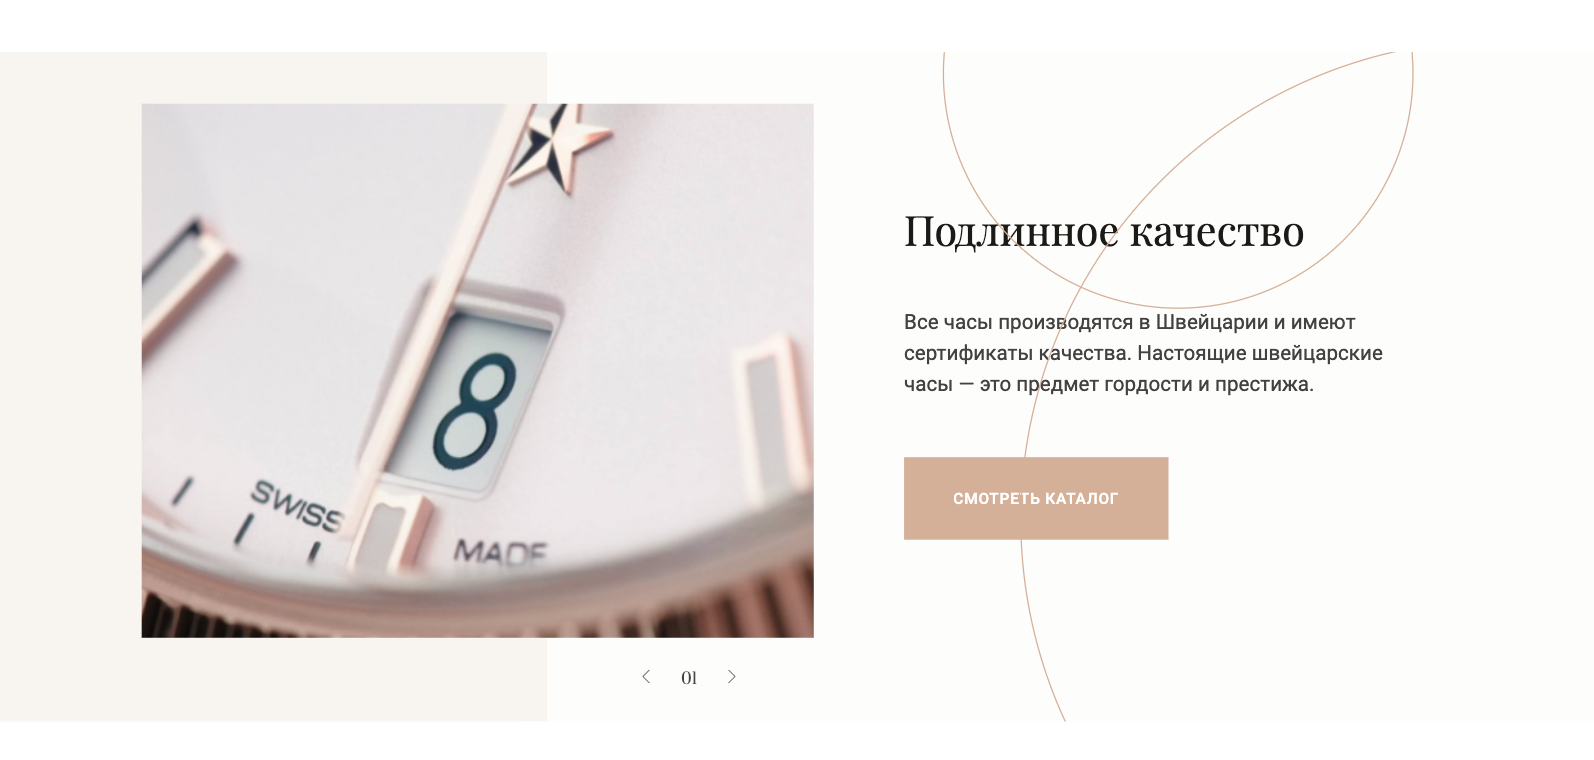 Подлинное качество
Все часы производятся в Швейцарии и имеют
сертификаты качества. Настоящие швейцарские
часы — это предмет гордости и престижа.
СМОТРЕТЬ КАТАЛОГ
8
SWISS
MADE
01